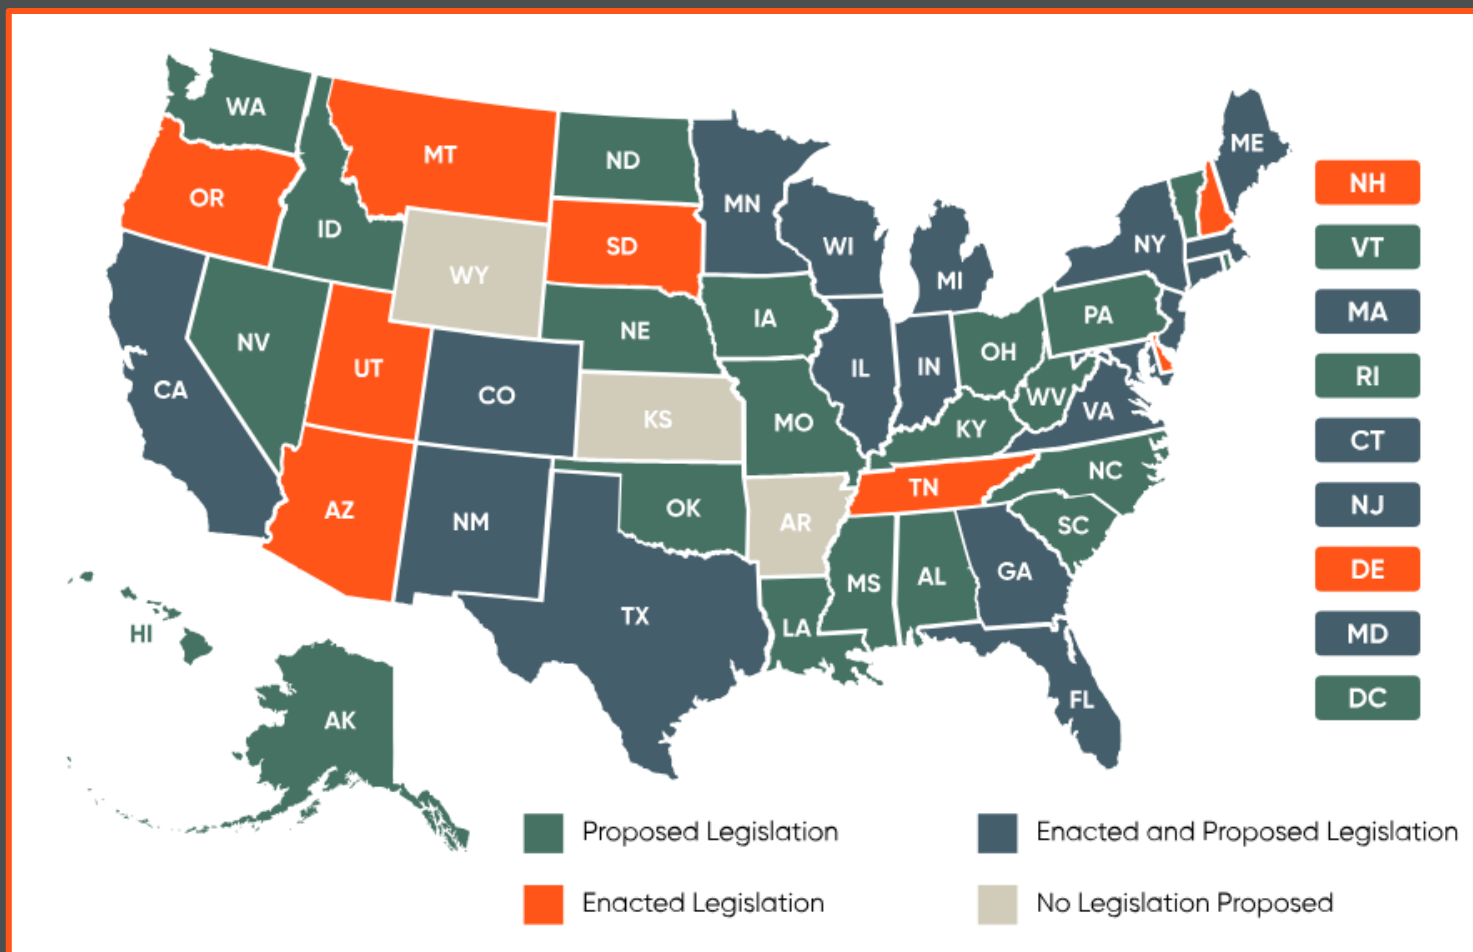 WA
MT
ND
ME
OR
ID
MN
NH
SD
WI
NY
VT
WY
MI
MA
NV
NE
IA
PA
RI
UT
CO
IL
IN
OH
CA
KS
MO
WV
VA
CT
KY
NC
AZ
NM
OK
TN
NJ
AR
SC
DE
TX
MS
AL
GA
HI
LA
MD
AK
FL
DC
Proposed Legislation
Enacted and Proposed Legislation
Enacted Legislation
No Legislation Proposed